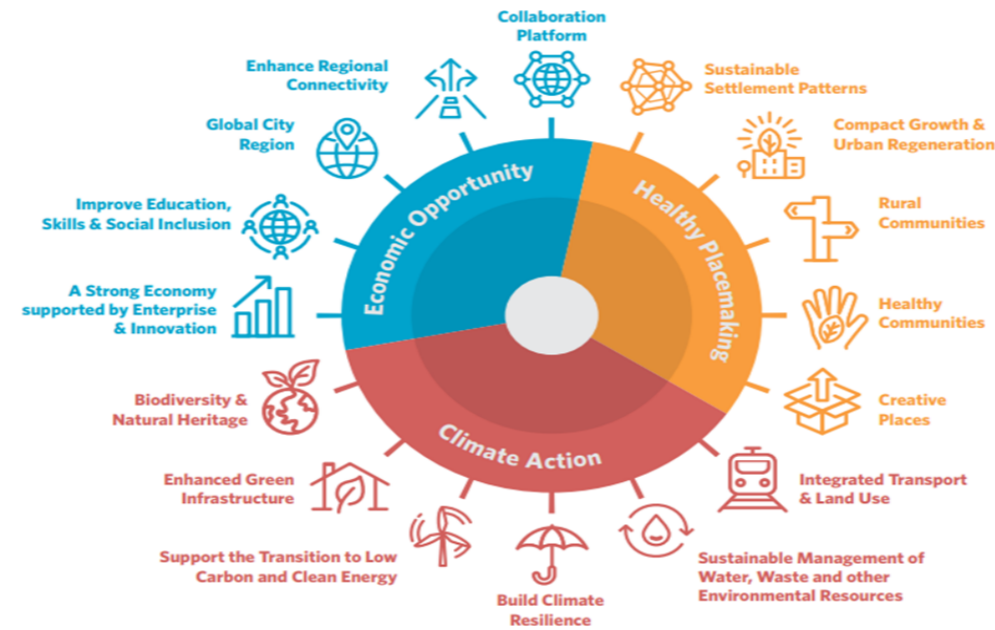 Collaboration
Platform
Enhance Regional
Connectivity
Sustainable
Settlement Patterns
Global City
Region
Compact Growth &
Urban Regeneration
Improve Education,
Skills & Social Inclusion
Rural
Communities
Economic Opportunity
Healthy Placemaking
A Strong Economy
supported by Enterprise
& Innovation
Healthy
Communities
Biodiversity &
Natural Heritage
Creative
Places
Climate Action
Enhanced Green
Infrastructure
Integrated Transport
& Land Use
Support the Transition to Low
Carbon and Clean Energy
Sustainable Management of
Water, Waste and other
Environmental Resources
Build Climate
Resilience